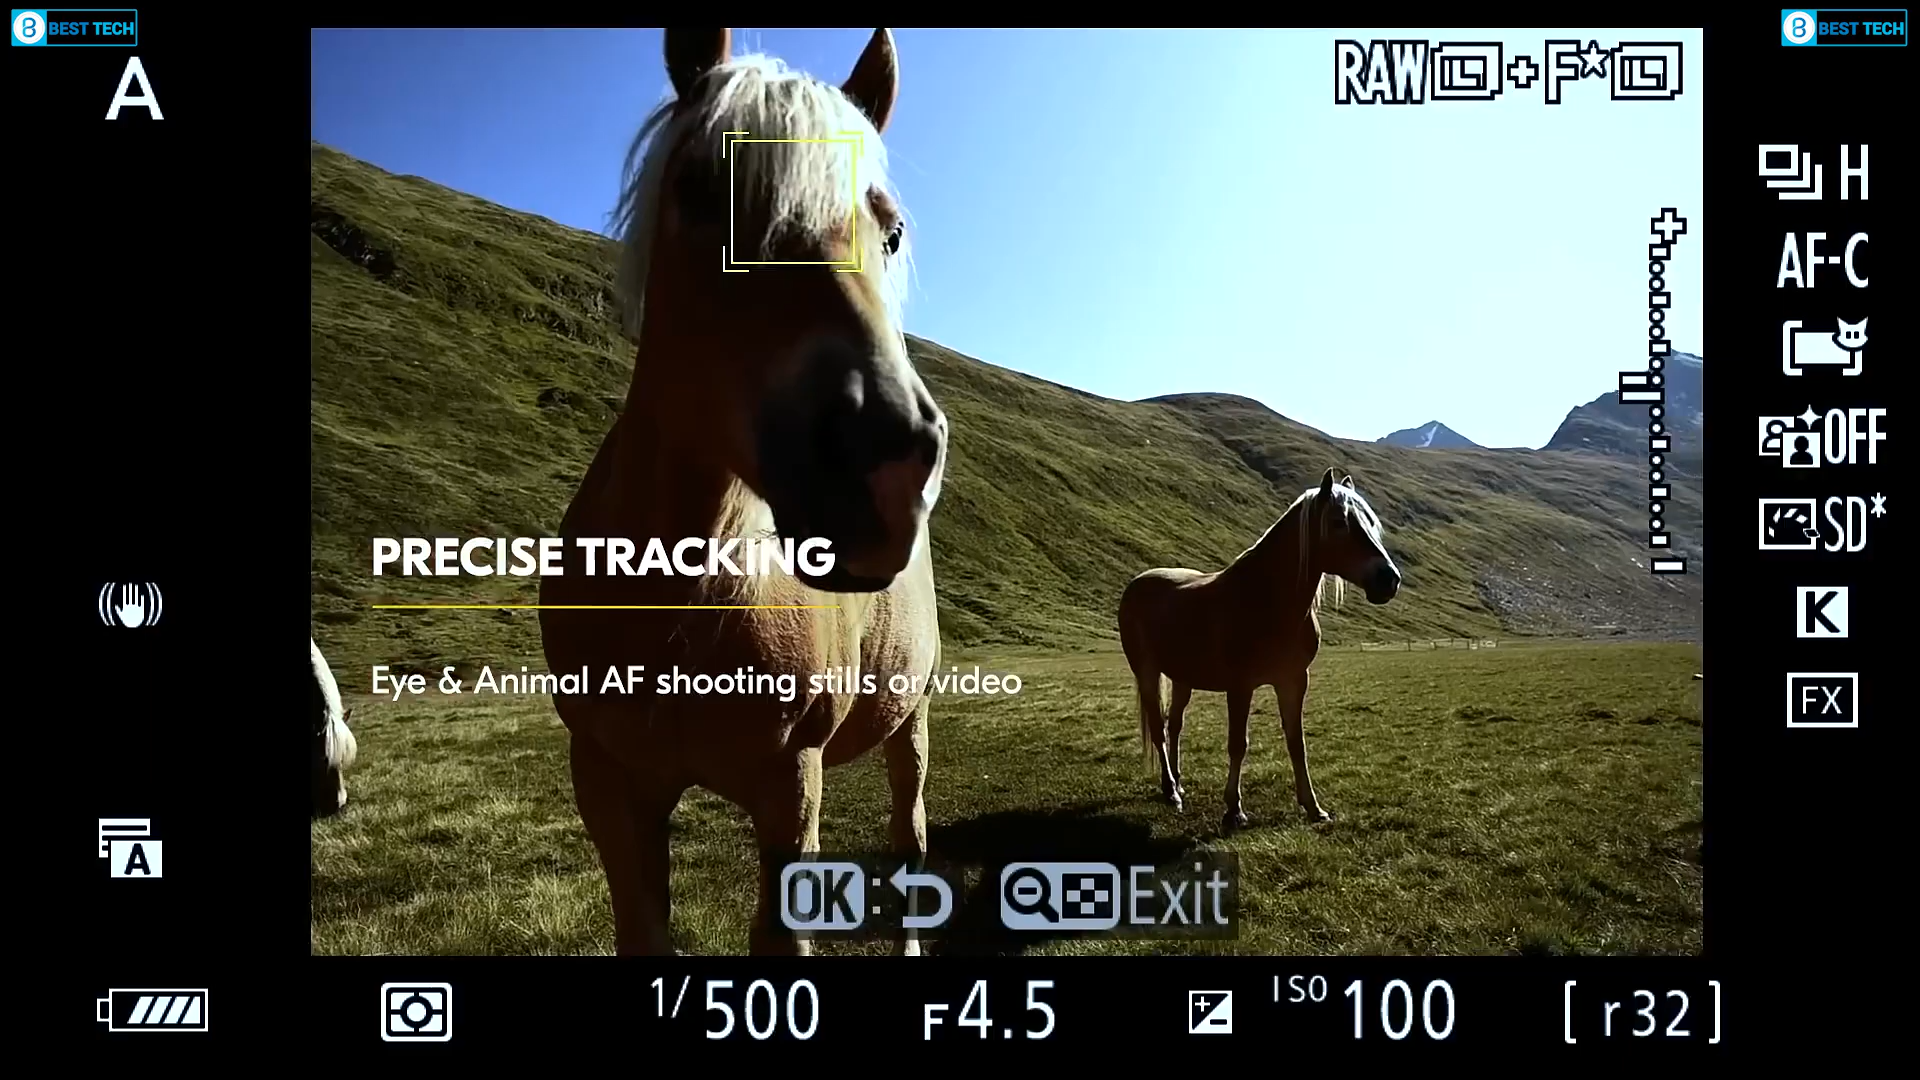 BEST TECH
BEST TECH
A
RAW L + F★ L
H
AF-C
OFF
SD*
K
FX
PRECISE TRACKING
Eye & Animal AF shooting stills or video
A
OK: Exit
1/500 F4.5 ISO 100 [r32]